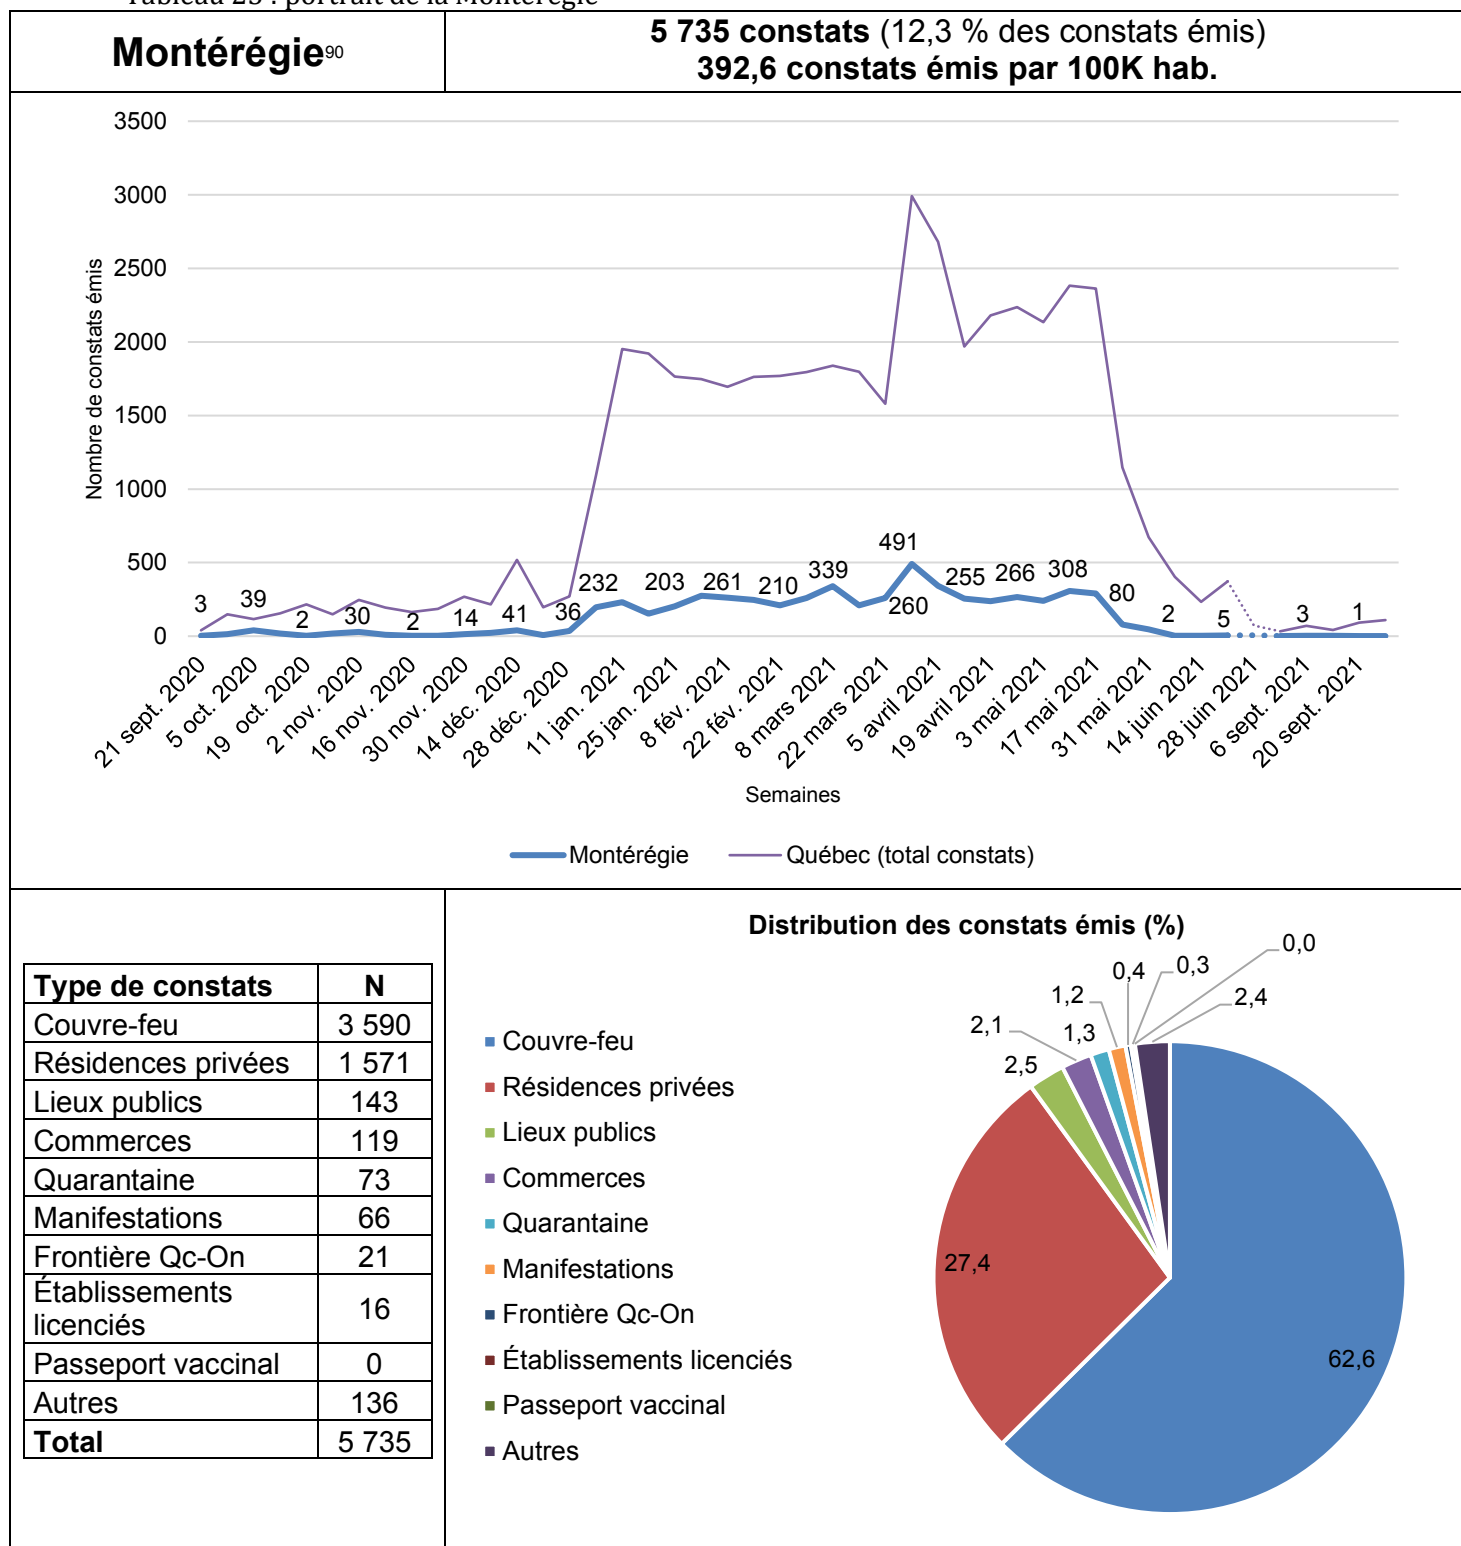 Tableau 23 : portrait de la Montérégie
Montérégie90
5 735 constats (12,3 % des constats émis)
392,6 constats émis par 100K hab.
3500
3000
2500
2000
1500
1000
500
0
Nombre de constats émis
3
39
2
30
2
14
41
36
232
203
261
210
339
260
491
255
266
308
80
2
5
3
1
21 sept. 2020
5 oct. 2020
19 oct. 2020
2 nov. 2020
16 nov. 2020
30 nov. 2020
14 déc. 2020
28 déc. 2020
11 jan. 2021
25 jan. 2021
8 fév. 2021
22 fév. 2021
8 mars 2021
22 mars 2021
5 avril 2021
19 avril 2021
3 mai 2021
17 mai 2021
31 mai 2021
14 juin 2021
28 juin 2021
6 sept. 2021
20 sept. 2021
Semaines
Montérégie
Québec (total constats)
Type de constats N
Couvre-feu 3 590
Résidences privées 1 571
Lieux publics 143
Commerces 119
Quarantaine 73
Manifestations 66
Frontière Qc-On 21
Établissements
licenciés 16
Passeport vaccinal 0
Autres 136
Total 5 735
Distribution des constats émis (%)
Couvre-feu
Résidences privées
Lieux publics
Commerces
Quarantaine
Manifestations
Frontière Qc-On
Établissements licenciés
Passeport vaccinal
Autres
62,6
27,4
2,5
2,1
1,3
1,2
0,4
0,3
0,0
2,4